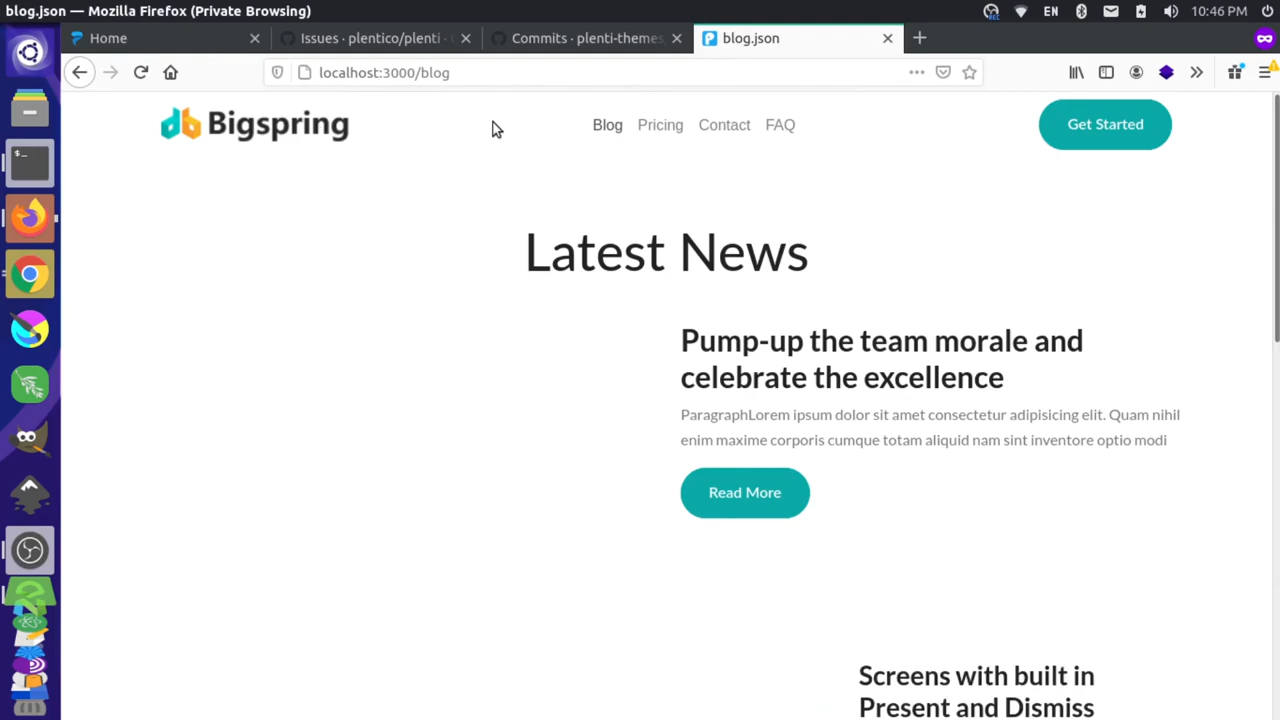 blog.json — Mozilla Firefox (Private Browsing)
EN
10:46 PM
Home
Issues · plentico/plenti ·
Commits · plenti-themes,
blog.json
localhost:3000/blog
Bigspring
Blog
Pricing
Contact
FAQ
Get Started
Latest News
Pump-up the team morale and
celebrate the excellence
ParagraphLorem ipsum dolor sit amet consectetur adipisicing elit. Quam nihil
enim maxime corporis cumque totam aliquid nam sint inventore optio modi
Read More
Screens with built in
Present and Dismiss